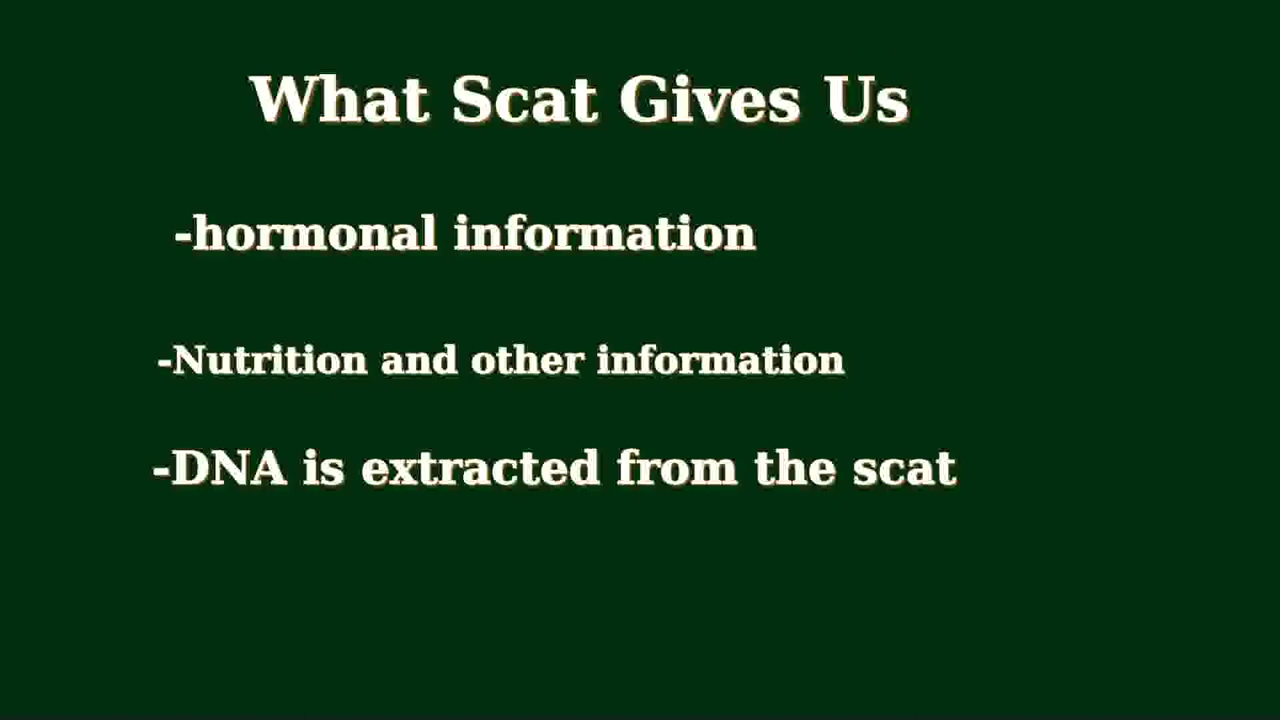 What Scat Gives Us
-hormonal information
-Nutrition and other information
-DNA is extracted from the scat